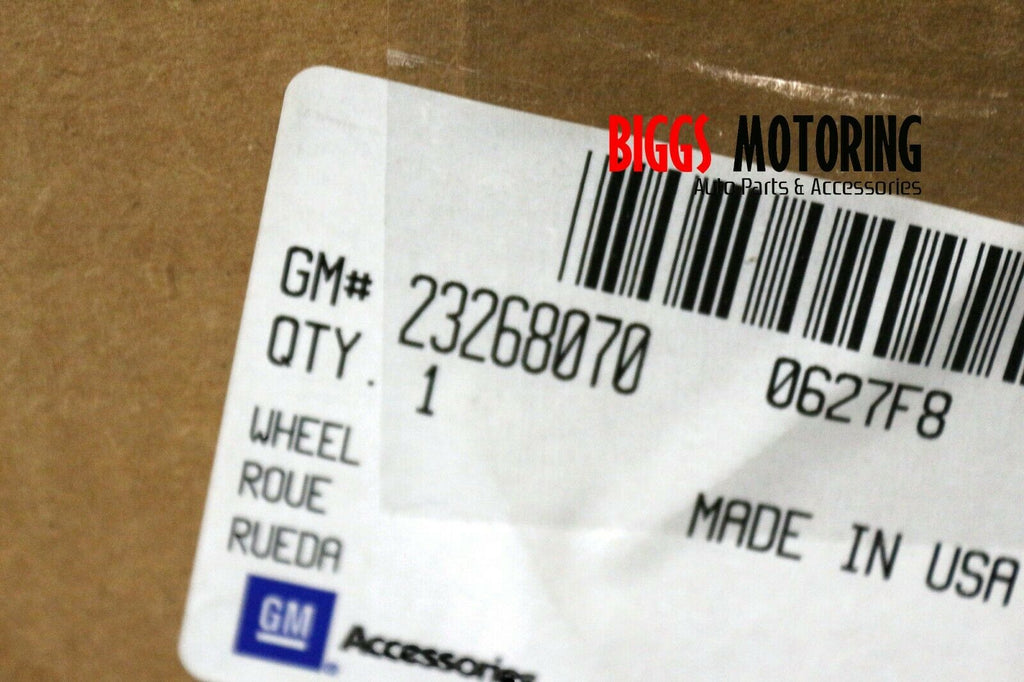 BIGGS MOTORING
Auto Parts & Accessories
GM# 23268070
0627F8
QTY. 1
WHEEL
ROUE
RUEDA
MADE IN USA
GM
Accessories